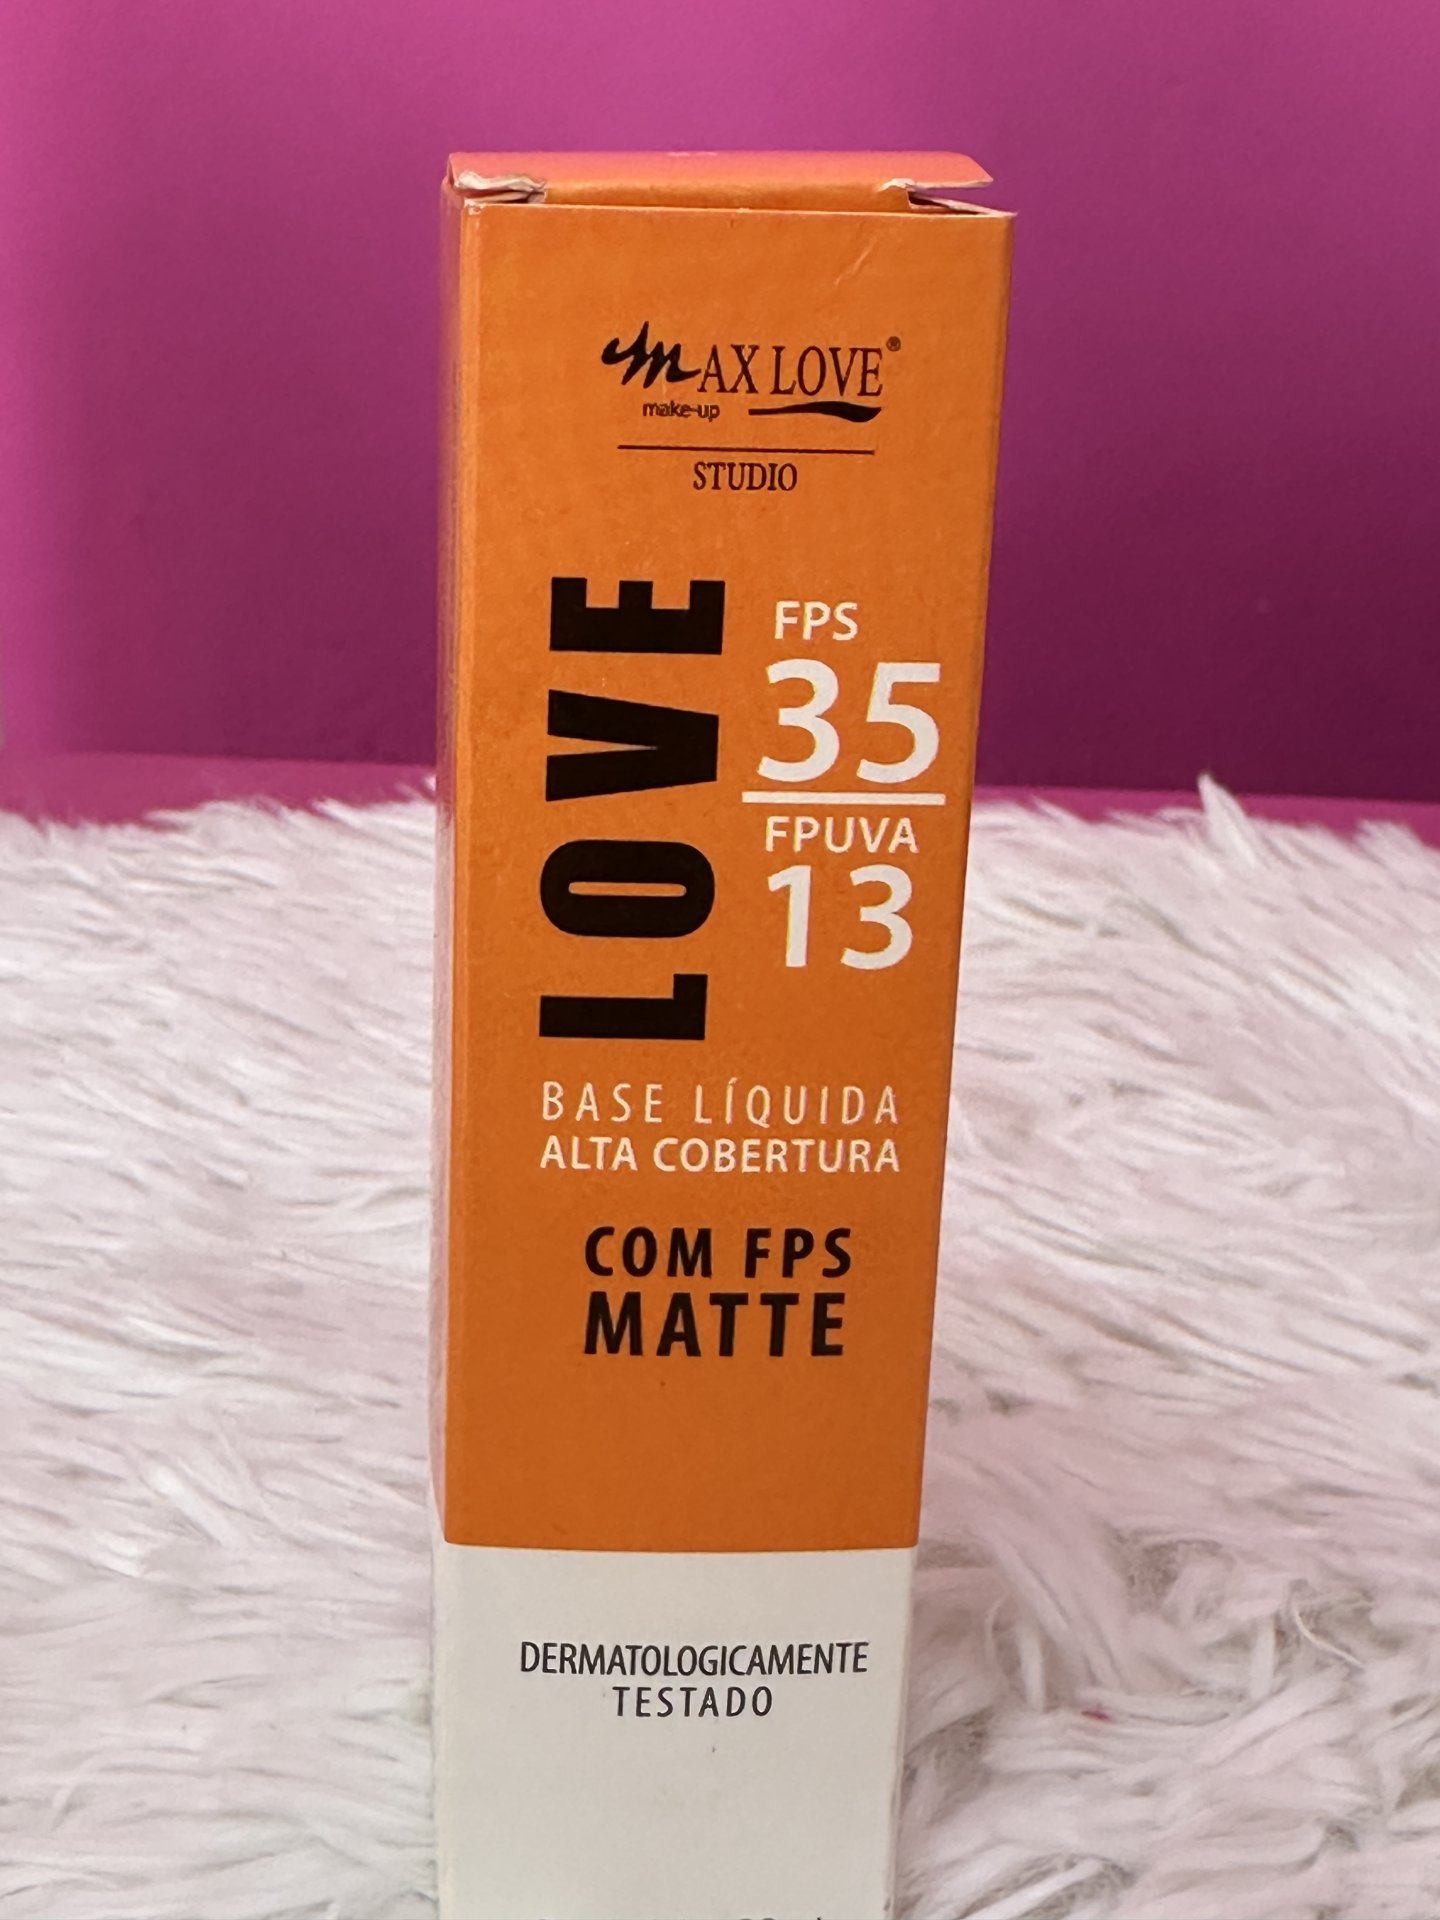 MAX LOVE®
make-up
STUDIO
LOVE
FPS
35
FPUVA
13
BASE LÍQUIDA
ALTA COBERTURA
COM FPS
MATTE
DERMATOLOGICAMENTE
TESTADO